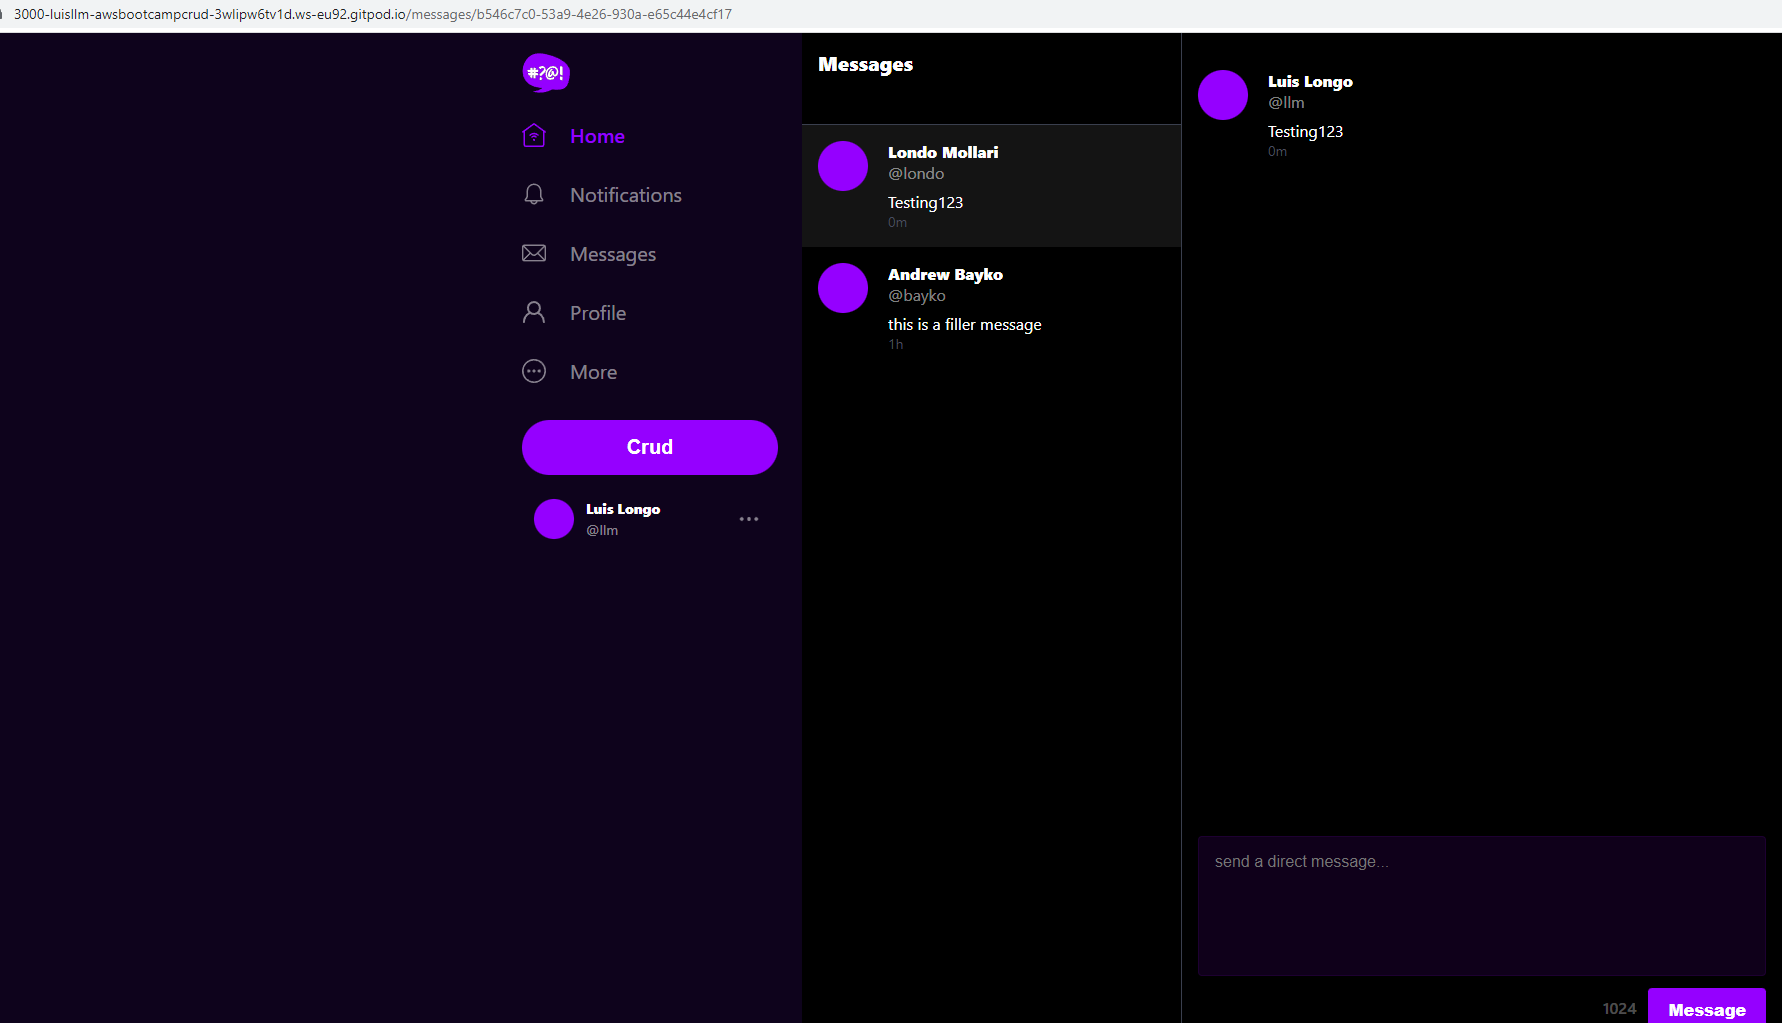 3000-luisllm-awsbootcampcrud-3wlipw6tv1d.ws-eu92.gitpod.io/messages/b546c7c0-53a9-4e26-930a-e65c44e4cf17
#?@!
Home
Notifications
Messages
Profile
More
Crud
Luis Longo
@llm
Messages
Londo Mollari
@londo
Testing123
0m
Andrew Bayko
@bayko
this is a filler message
1h
Luis Longo
@llm
Testing123
0m
send a direct message...
1024
Message